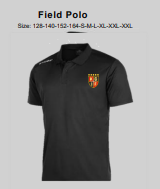 Field Polo
Size: 128-140-152-164-S-M-L-XL-XXL-XXL